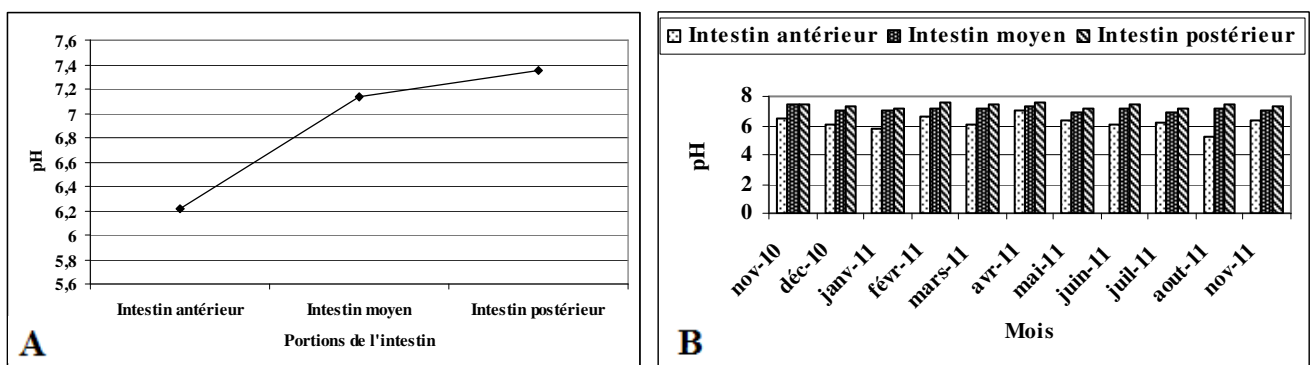 7,6
7,4
7,2
7
6,8
6,6
6,4
6,2
6
5,8
5,6
pH
Intestin antérieur Intestin moyen Intestin postérieur
Portions de l'intestin
A
Intestin antérieur Intestin moyen Intestin postérieur
8
6
4
2
0
pH
nov-10 déc-10 janv-11 févr-11 mars-11 avr-11 mai-11 juin-11 juil-11 aout-11 nov-11
Mois
B